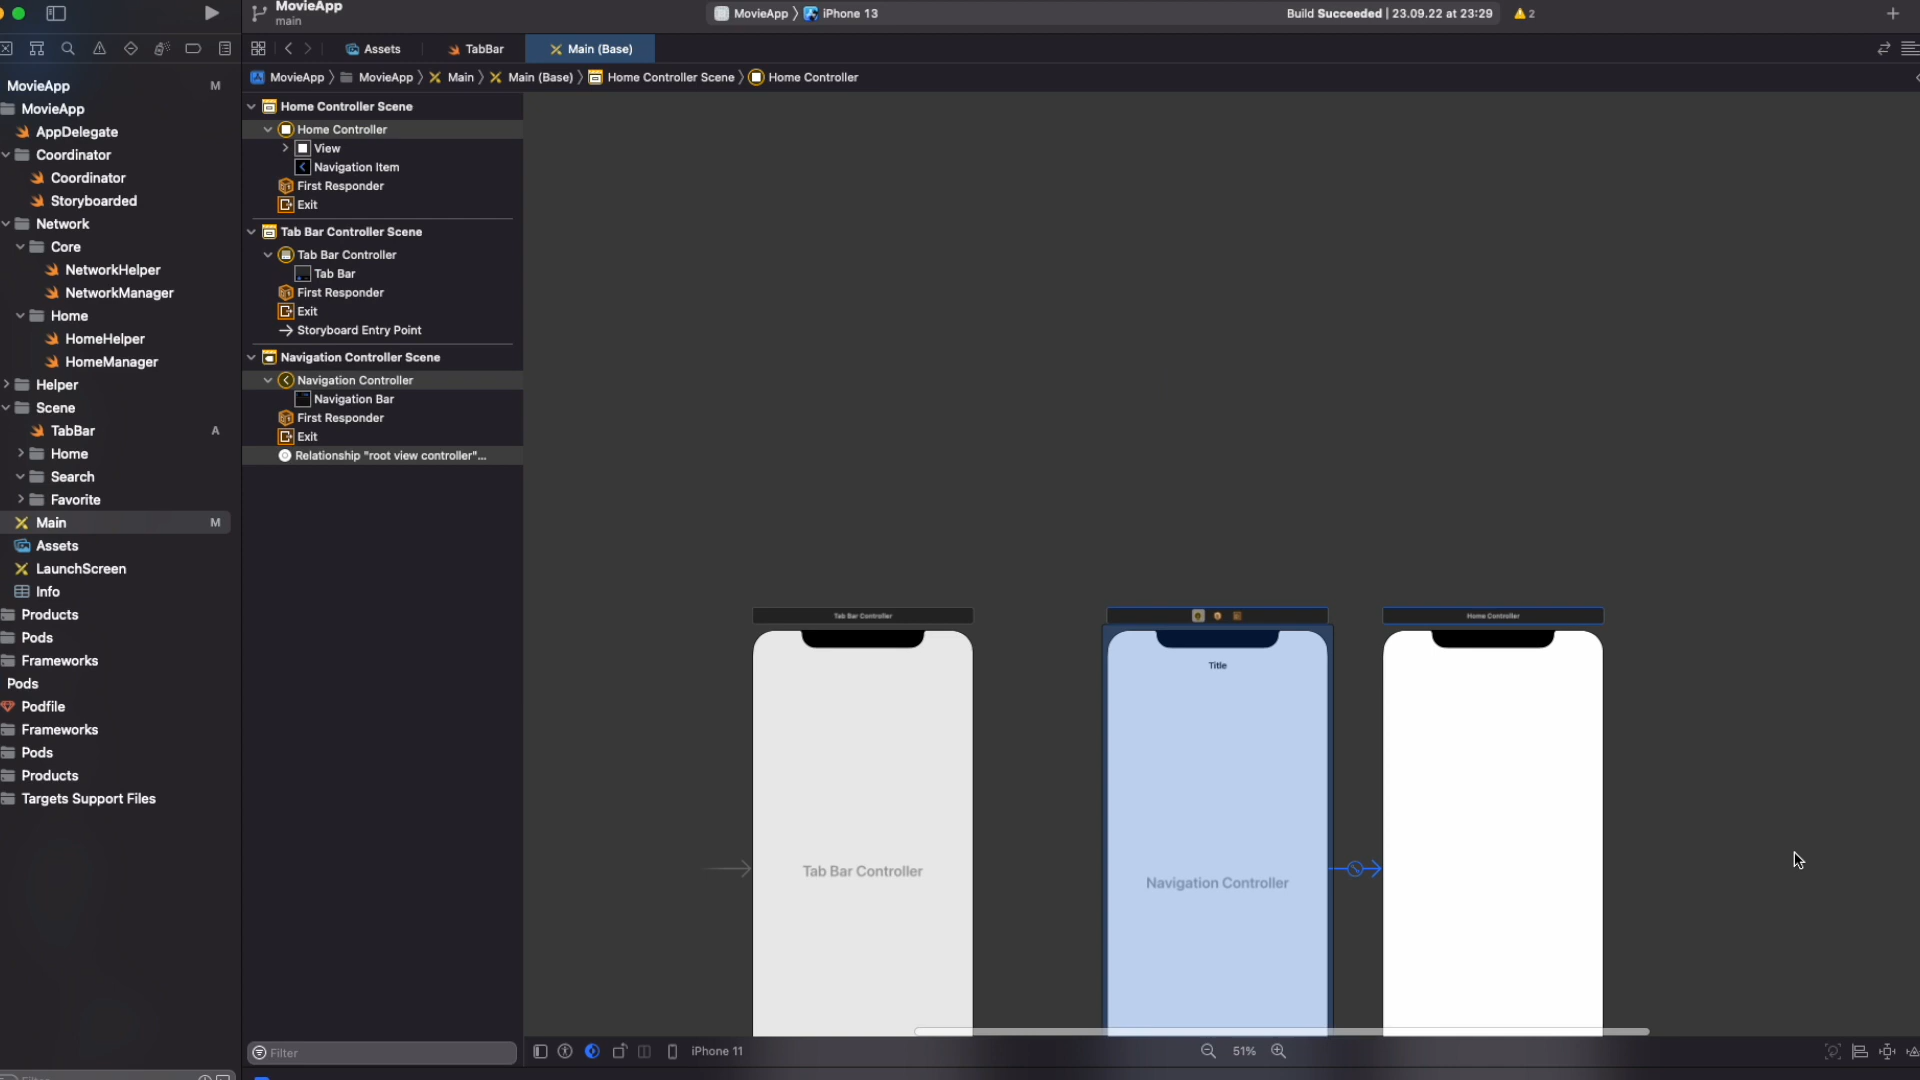 MovieApp
main
MovieApp
iPhone 13
Build Succeeded | 23.09.22 at 23:29
2
Assets
TabBar
Main (Base)
MovieApp
MovieApp
Main
Main (Base)
Home Controller Scene
Home Controller
MovieApp M
MovieApp
AppDelegate
Coordinator
Coordinator
Storyboarded
Network
Core
NetworkHelper
NetworkManager
Home
HomeHelper
HomeManager
Helper
Scene
TabBar A
Home
Search
Favorite
Main M
Assets
LaunchScreen
Info
Products
Pods
Frameworks
Pods
Podfile
Frameworks
Pods
Products
Targets Support Files
Home Controller Scene
Home Controller
View
Navigation Item
First Responder
Exit
Tab Bar Controller Scene
Tab Bar Controller
Tab Bar
First Responder
Exit
Storyboard Entry Point
Navigation Controller Scene
Navigation Controller
Navigation Bar
First Responder
Exit
Relationship "root view controller"...
Filter
Tab Bar Controller
Tab Bar Controller
Title
Navigation Controller
Home Controller
iPhone 11
51%